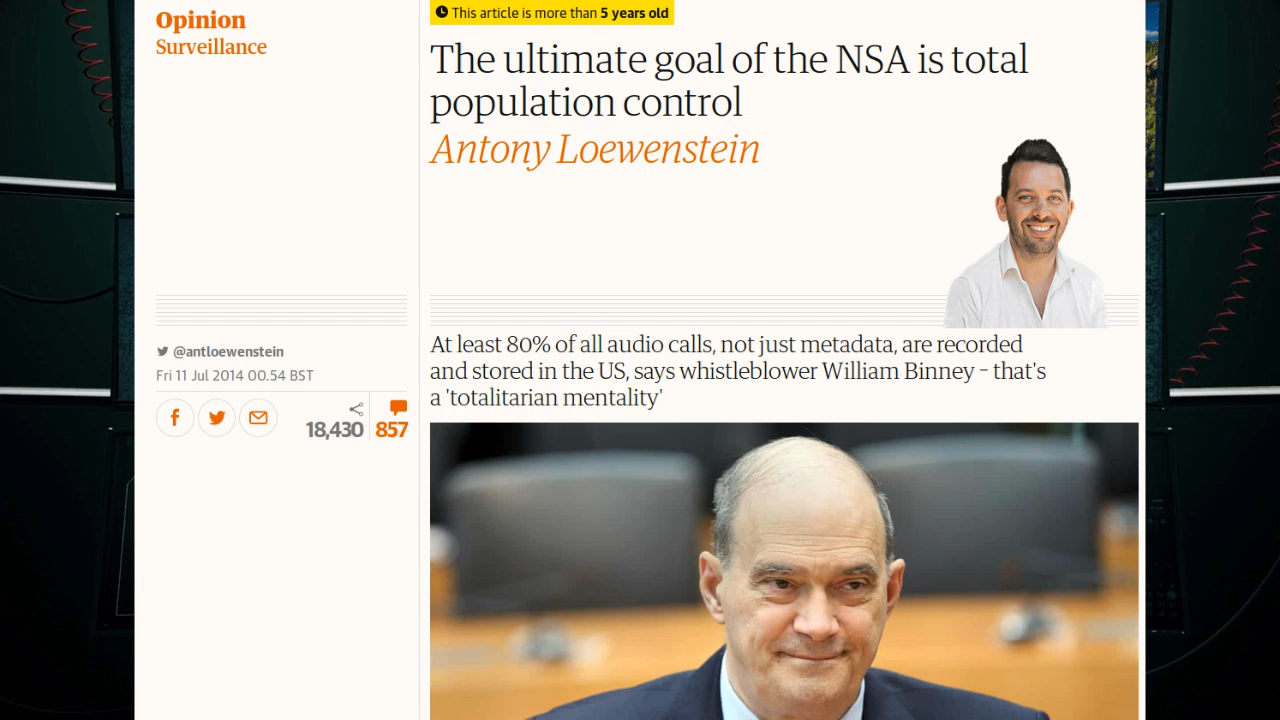 Opinion
Surveillance
This article is more than 5 years old
The ultimate goal of the NSA is total
population control
Antony Loewenstein
@antloewenstein
Fri 11 Jul 2014 00.54 BST
18,430
857
At least 80% of all audio calls, not just metadata, are recorded
and stored in the US, says whistleblower William Binney – that's
a 'totalitarian mentality'